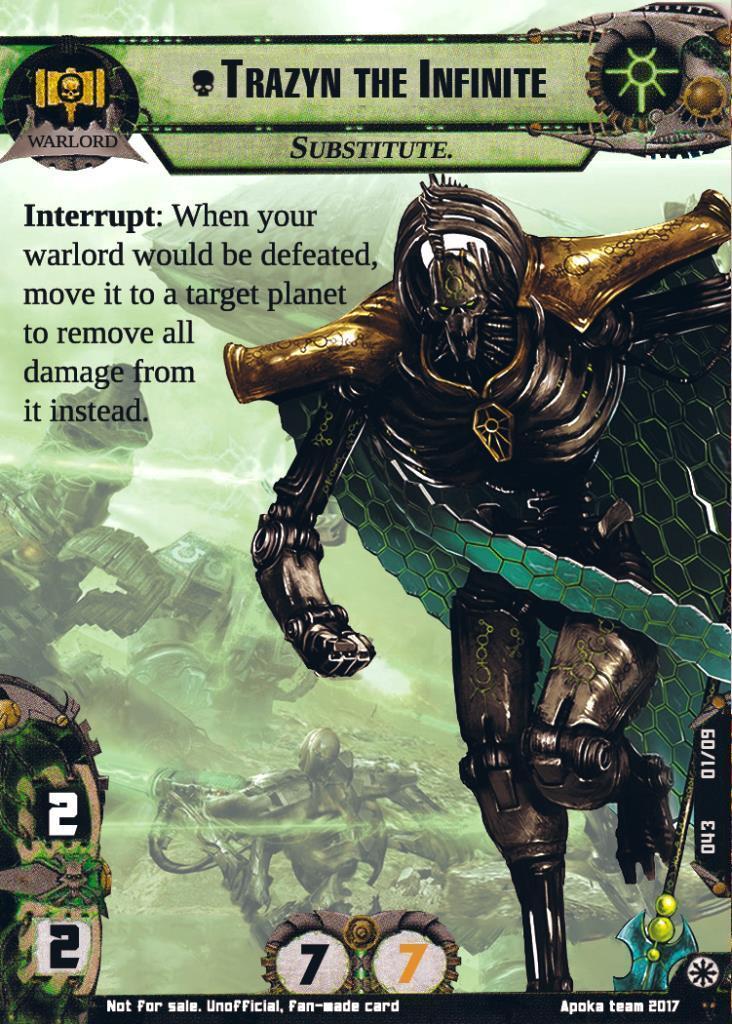 TRAZYN THE INFINITE
WARLORD
SUBSTITUTE.
Interrupt: When your
warlord would be defeated,
move it to a target planet
to remove all
damage from
it instead.
01/09
043
2
2
7 7
Not for sale. Unofficial, fan-made card
Apoka team 2017